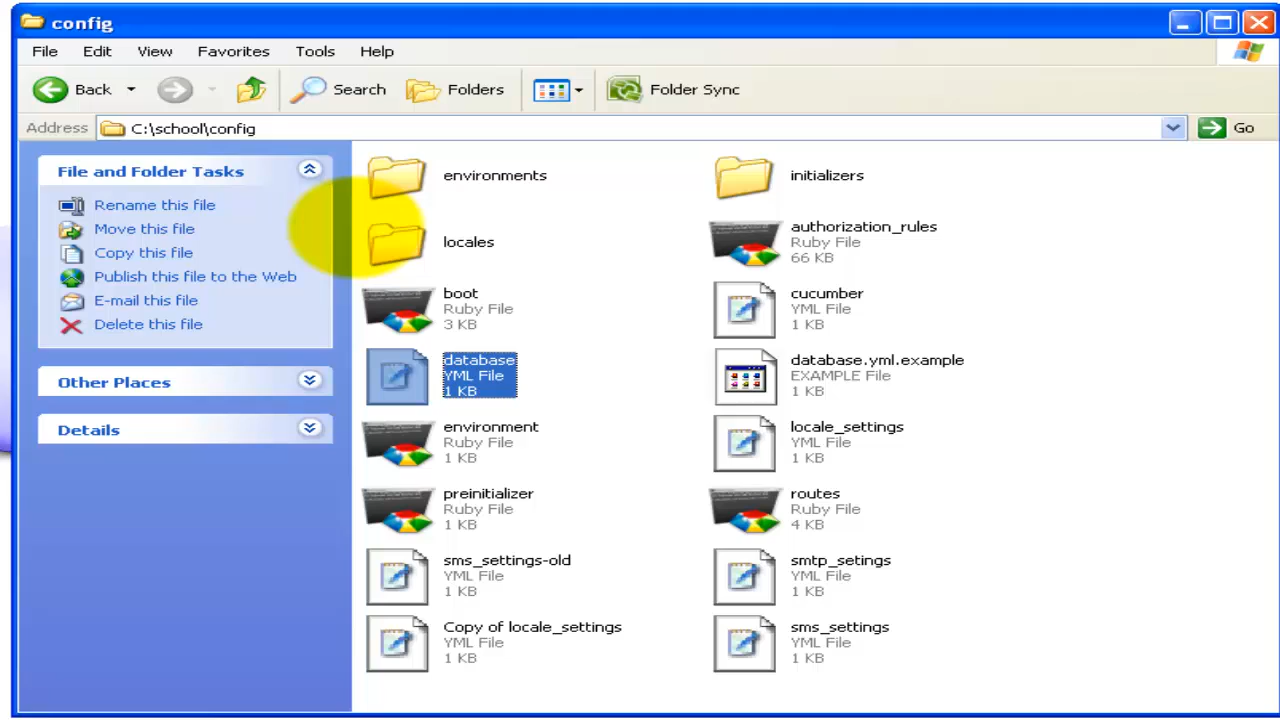 config
File Edit View Favorites Tools Help
Back Search Folders Folder Sync
Address C:\school\config Go
File and Folder Tasks
Rename this file
Move this file
Copy this file
Publish this file to the Web
E-mail this file
Delete this file
Other Places
Details
environments
initializers
locales
authorization_rules
Ruby File
66 KB
boot
Ruby File
3 KB
cucumber
YML File
1 KB
database
YML File
1 KB
database.yml.example
EXAMPLE File
1 KB
environment
Ruby File
1 KB
locale_settings
YML File
1 KB
preinitializer
Ruby File
1 KB
routes
Ruby File
4 KB
sms_settings-old
YML File
1 KB
smtp_setings
YML File
1 KB
Copy of locale_settings
YML File
1 KB
sms_settings
YML File
1 KB